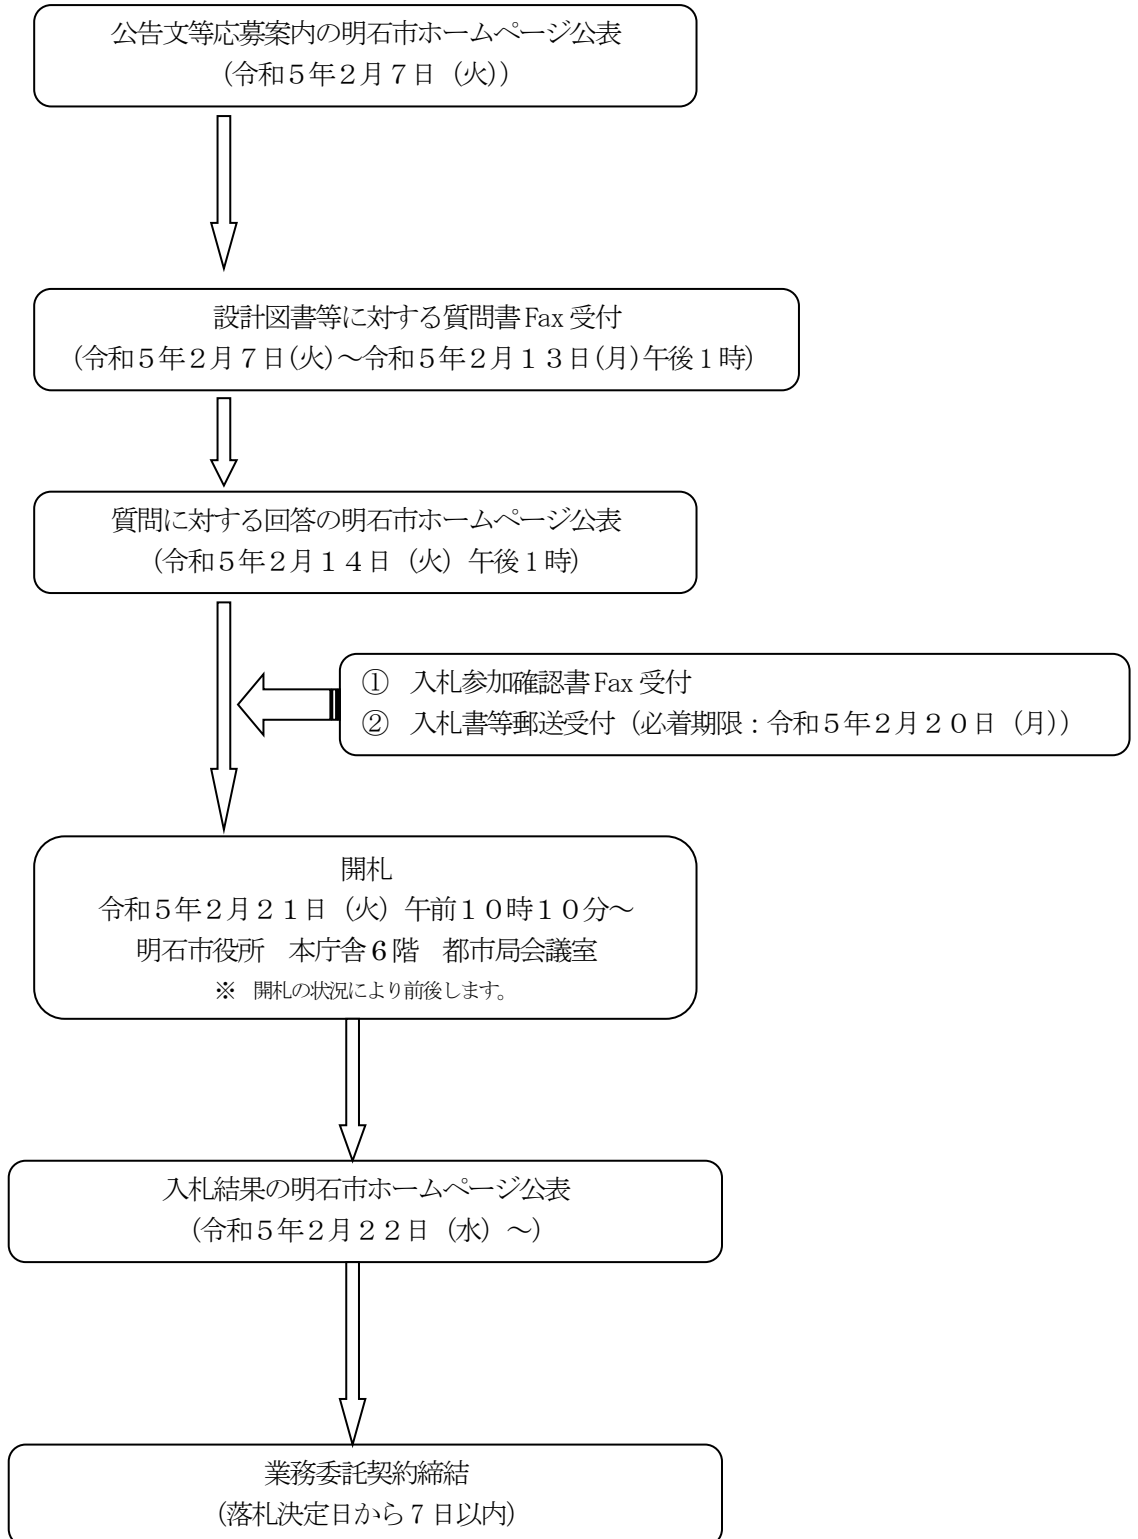 公告文等応募案内の明石市ホームページ公表
（令和５年２月７日（火））
設計図書等に対する質問書 Fax 受付
（令和５年２月７日(火)～令和５年２月１３日(月)午後１時）
質問に対する回答の明石市ホームページ公表
（令和５年２月１４日（火）午後１時）
①　入札参加確認書 Fax 受付
②　入札書等郵送受付（必着期限：令和５年２月２０日（月））
開札
令和５年２月２１日（火）午前１０時１０分～
明石市役所　本庁舎６階　都市局会議室
※　開札の状況により前後します。
入札結果の明石市ホームページ公表
（令和５年２月２２日（水）～）
業務委託契約締結
（落札決定日から７日以内）